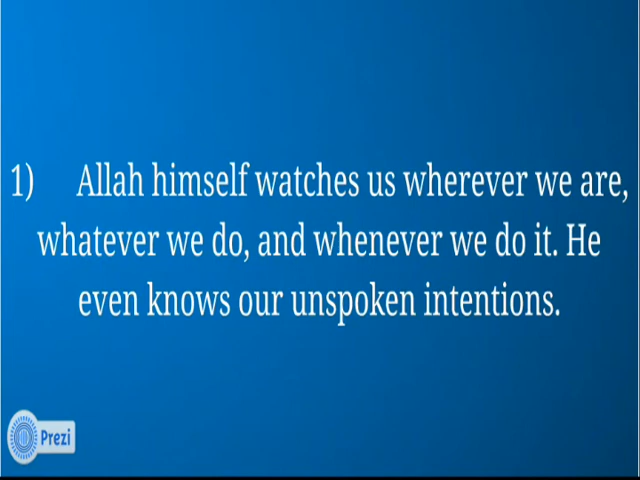 1) Allah himself watches us wherever we are,
whatever we do, and whenever we do it. He
even knows our unspoken intentions.
Prezi